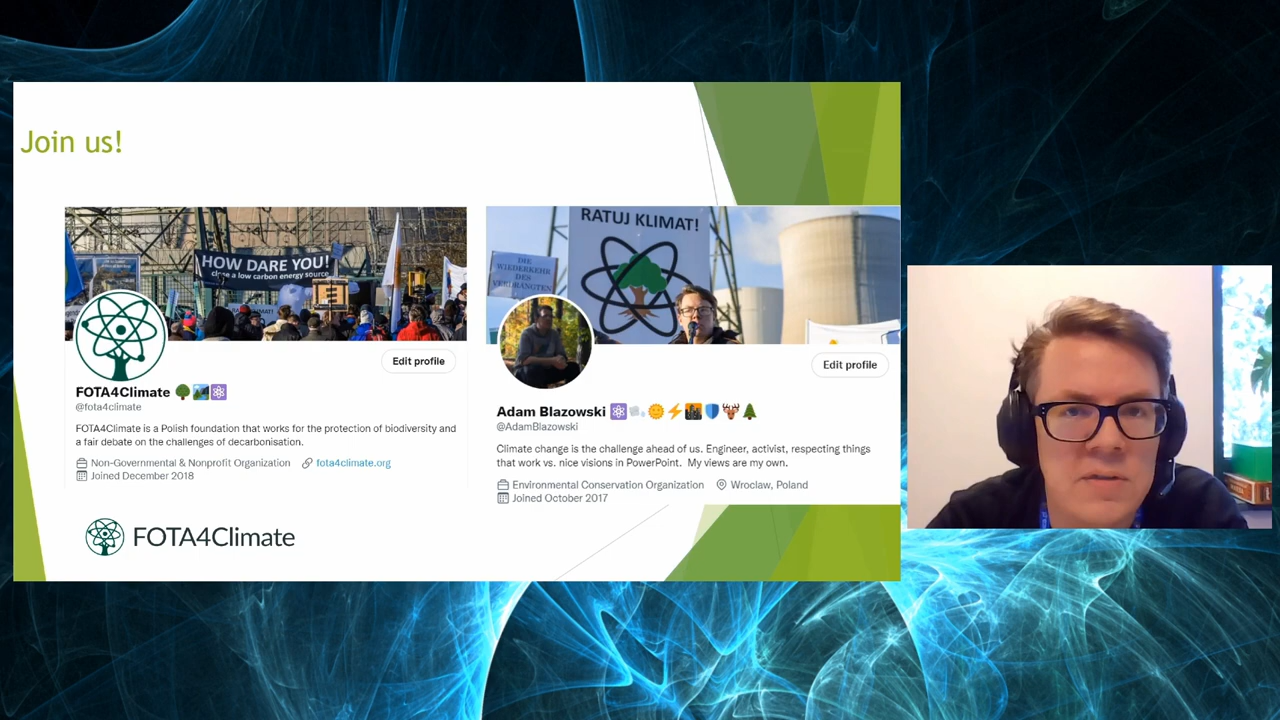 Join us!
HOW DARE YOU!
close a low carbon energy source
Edit profile
FOTA4Climate
@fota4climate
FOTA4Climate is a Polish foundation that works for the protection of biodiversity and
a fair debate on the challenges of decarbonisation.
Non-Governmental & Nonprofit Organization fota4climate.org
Joined December 2018
FOTA4Climate
RATUJ KLIMAT!
DIE
WIEDERKEHR
DES
VERDRÄNGTEN
Edit profile
Adam Blazowski
@AdamBlazowski
Climate change is the challenge ahead of us. Engineer, activist, respecting things
that work vs. nice visions in PowerPoint. My views are my own.
Environmental Conservation Organization Wroclaw, Poland
Joined October 2017